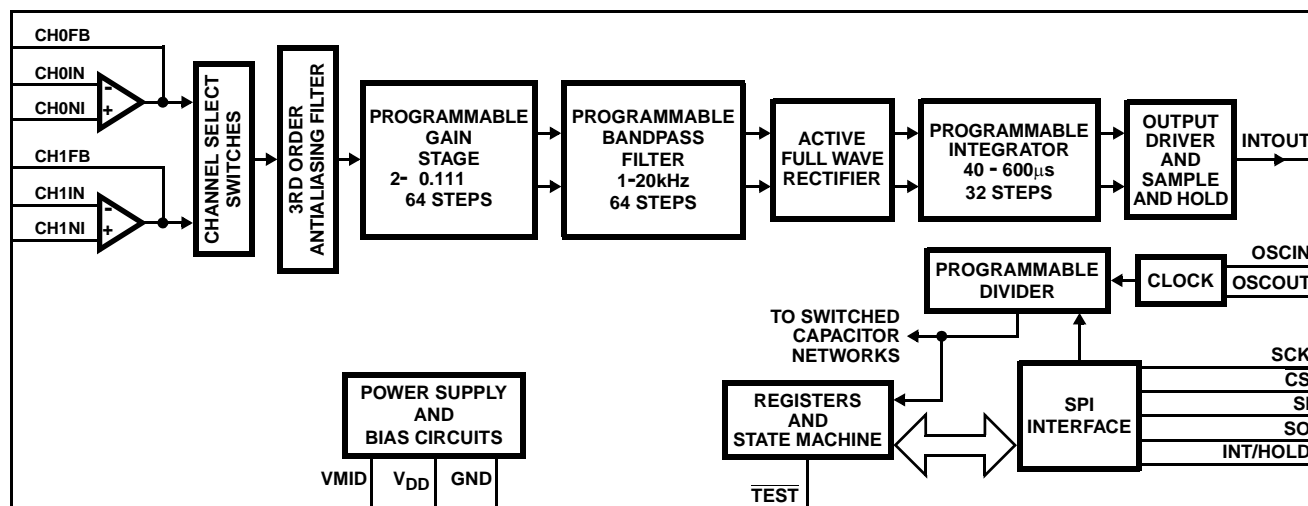 CH0FB
CH0IN
CH0NI
CH1FB
CH1IN
CH1NI
-
+
-
+
CHANNEL SELECT
SWITCHES
3RD ORDER
ANTIALIASING FILTER
PROGRAMMABLE
GAIN
STAGE
2- 0.111
64 STEPS
PROGRAMMABLE
BANDPASS
FILTER
1-20kHz
64 STEPS
ACTIVE
FULL WAVE
RECTIFIER
PROGRAMMABLE
INTEGRATOR
40 - 600μs
32 STEPS
OUTPUT
DRIVER
AND
SAMPLE
AND HOLD
INTOUT
PROGRAMMABLE
DIVIDER
CLOCK
OSCIN
OSCOUT
TO SWITCHED
CAPACITOR
NETWORKS
POWER SUPPLY
AND
BIAS CIRCUITS
VMID
VDD
GND
REGISTERS
AND
STATE MACHINE
TEST
SPI
INTERFACE
SCK
CS
SI
SO
INT/HOLD